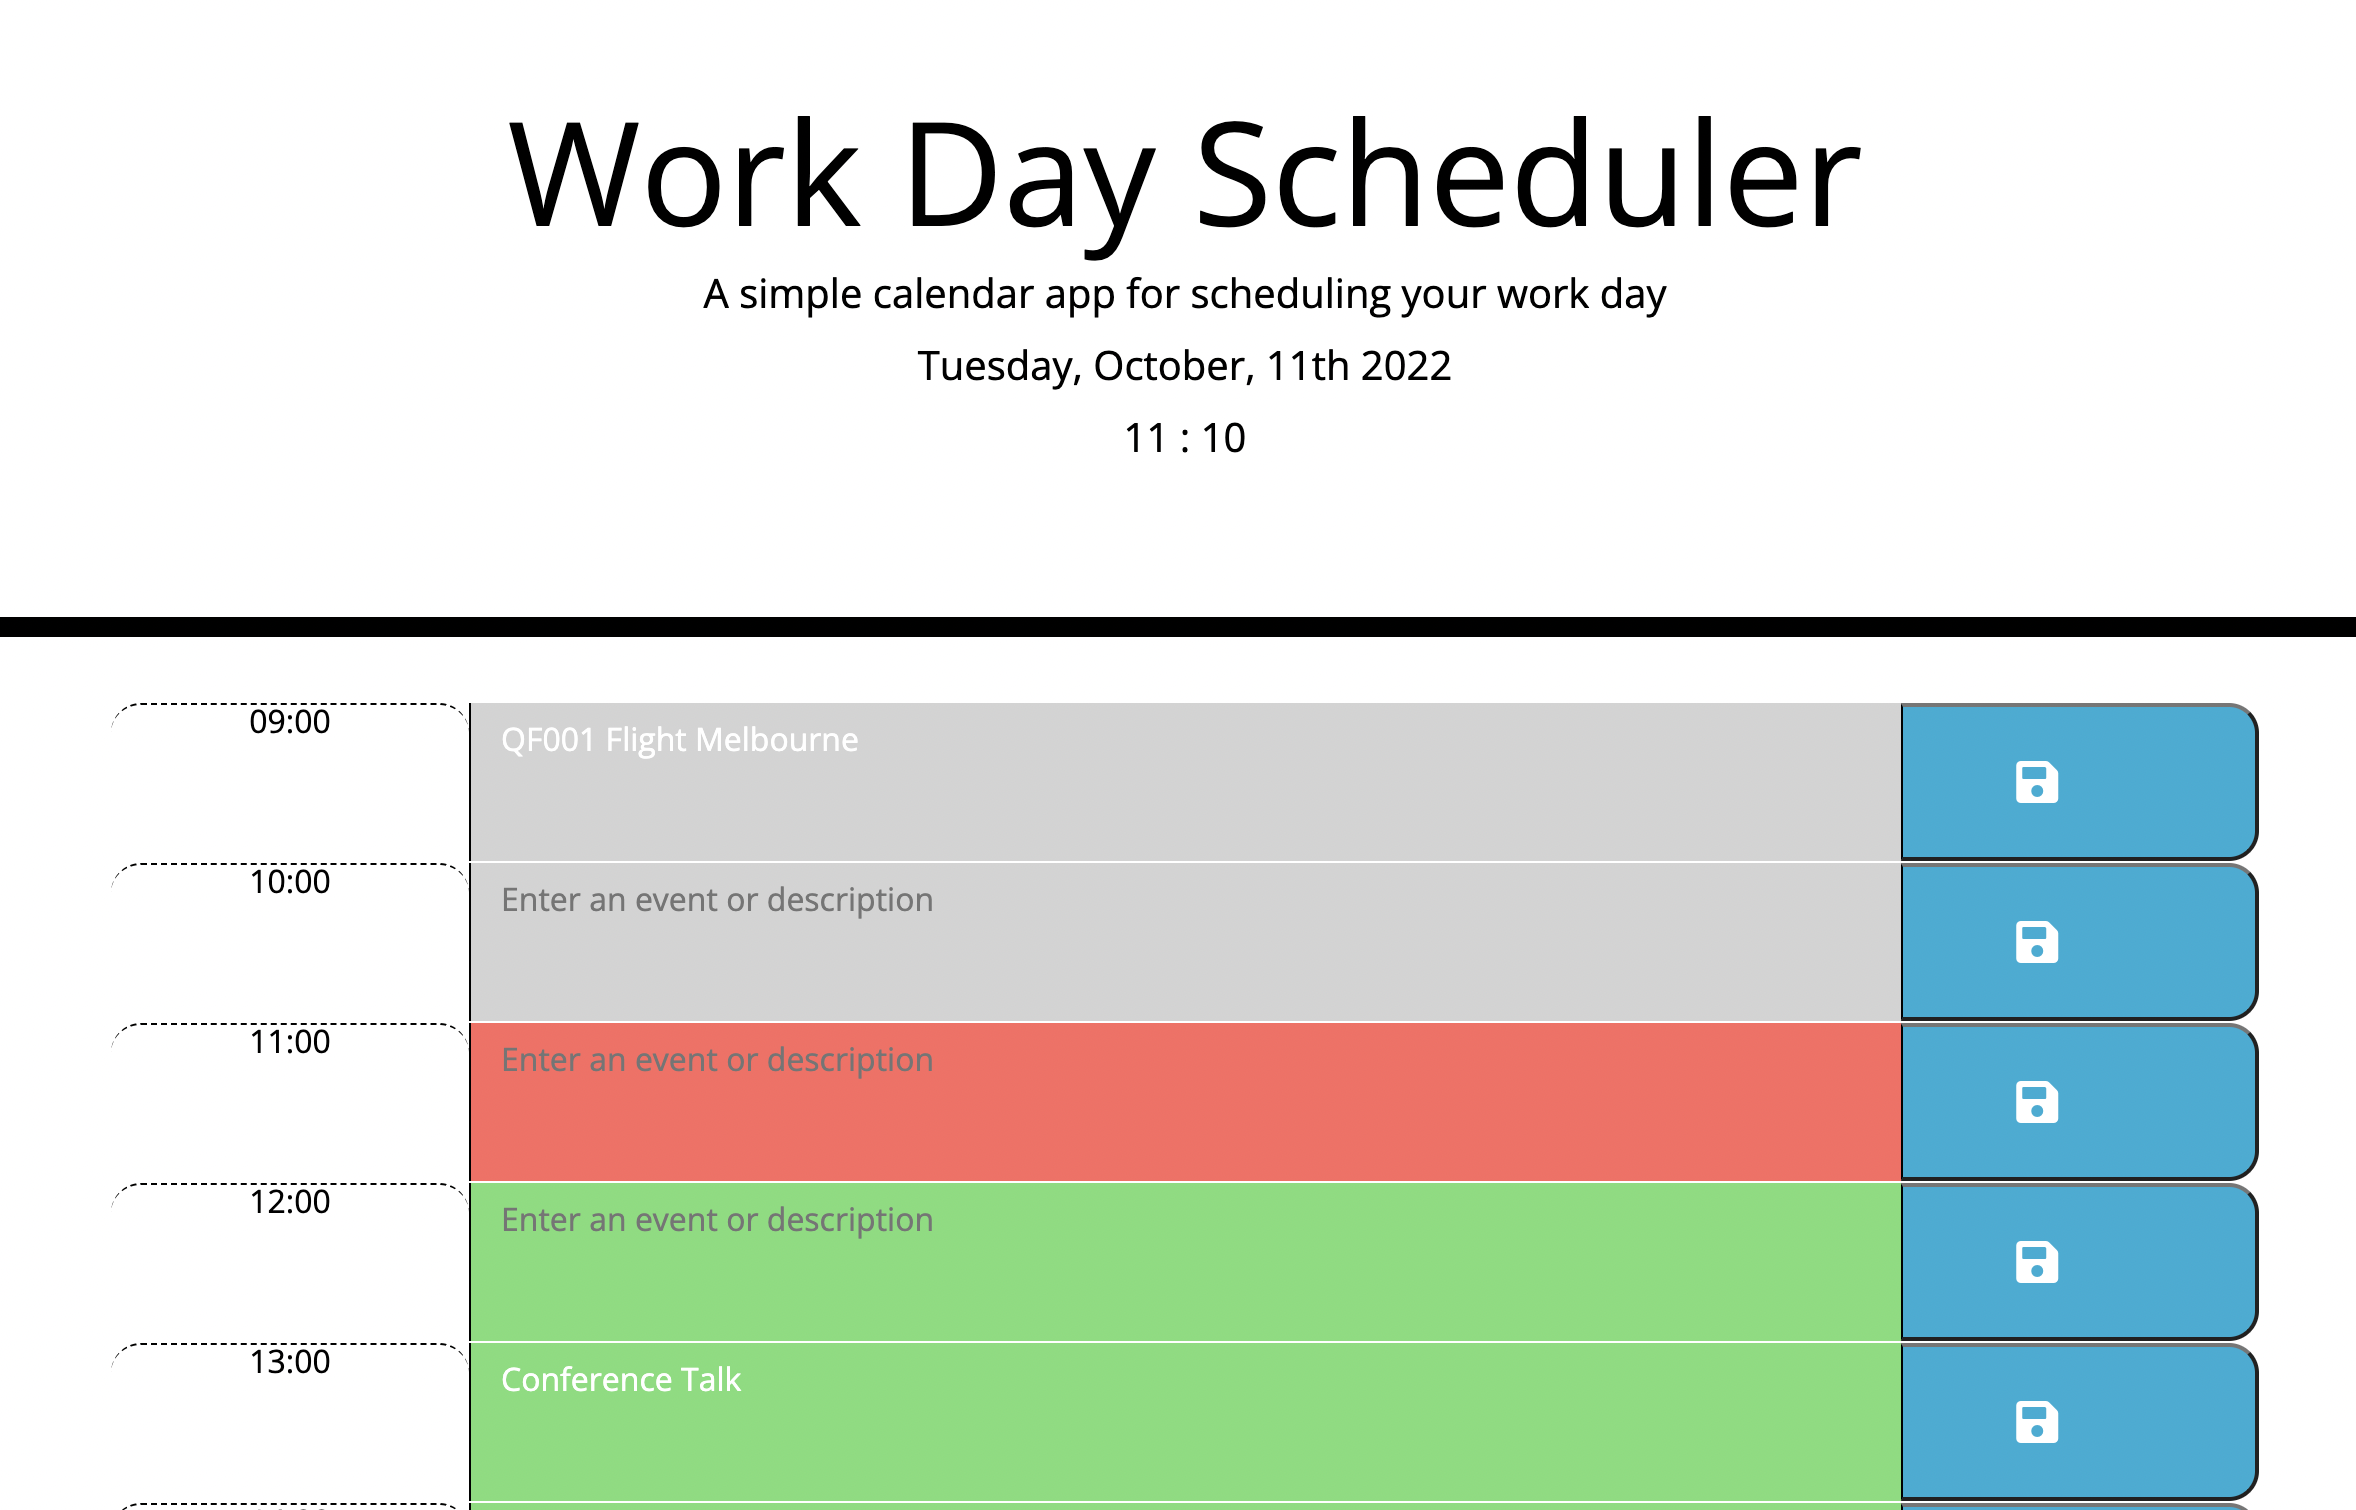 Work Day Scheduler
A simple calendar app for scheduling your work day
Tuesday, October, 11th 2022
11 : 10
09:00
QF001 Flight Melbourne
10:00
Enter an event or description
11:00
Enter an event or description
12:00
Enter an event or description
13:00
Conference Talk